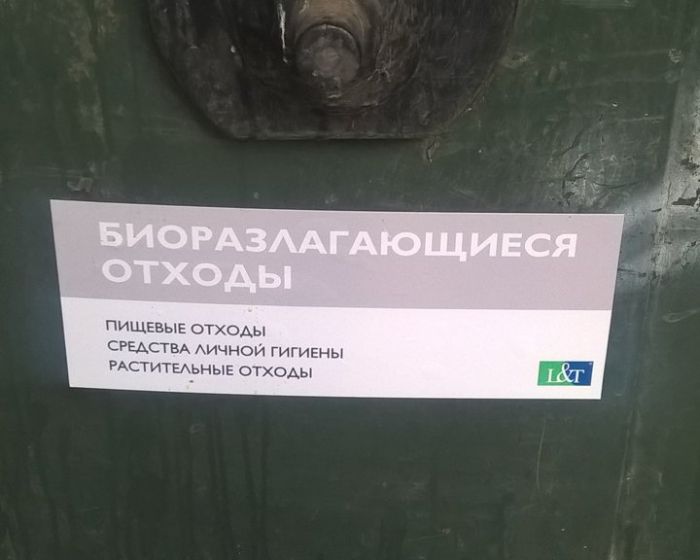 БИОРАЗЛАГАЮЩИЕСЯ
ОТХОДЫ
ПИЩЕВЫЕ ОТХОДЫ
СРЕДСТВА ЛИЧНОЙ ГИГИЕНЫ
РАСТИТЕЛЬНЫЕ ОТХОДЫ
L&T